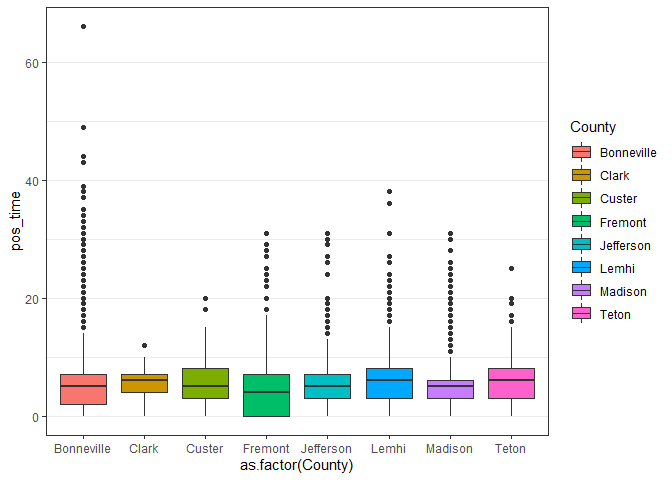 pos_time
60
40
20
0
Bonneville Clark Custer Fremont Jefferson Lemhi Madison Teton
as.factor(County)
County
Bonneville
Clark
Custer
Fremont
Jefferson
Lemhi
Madison
Teton